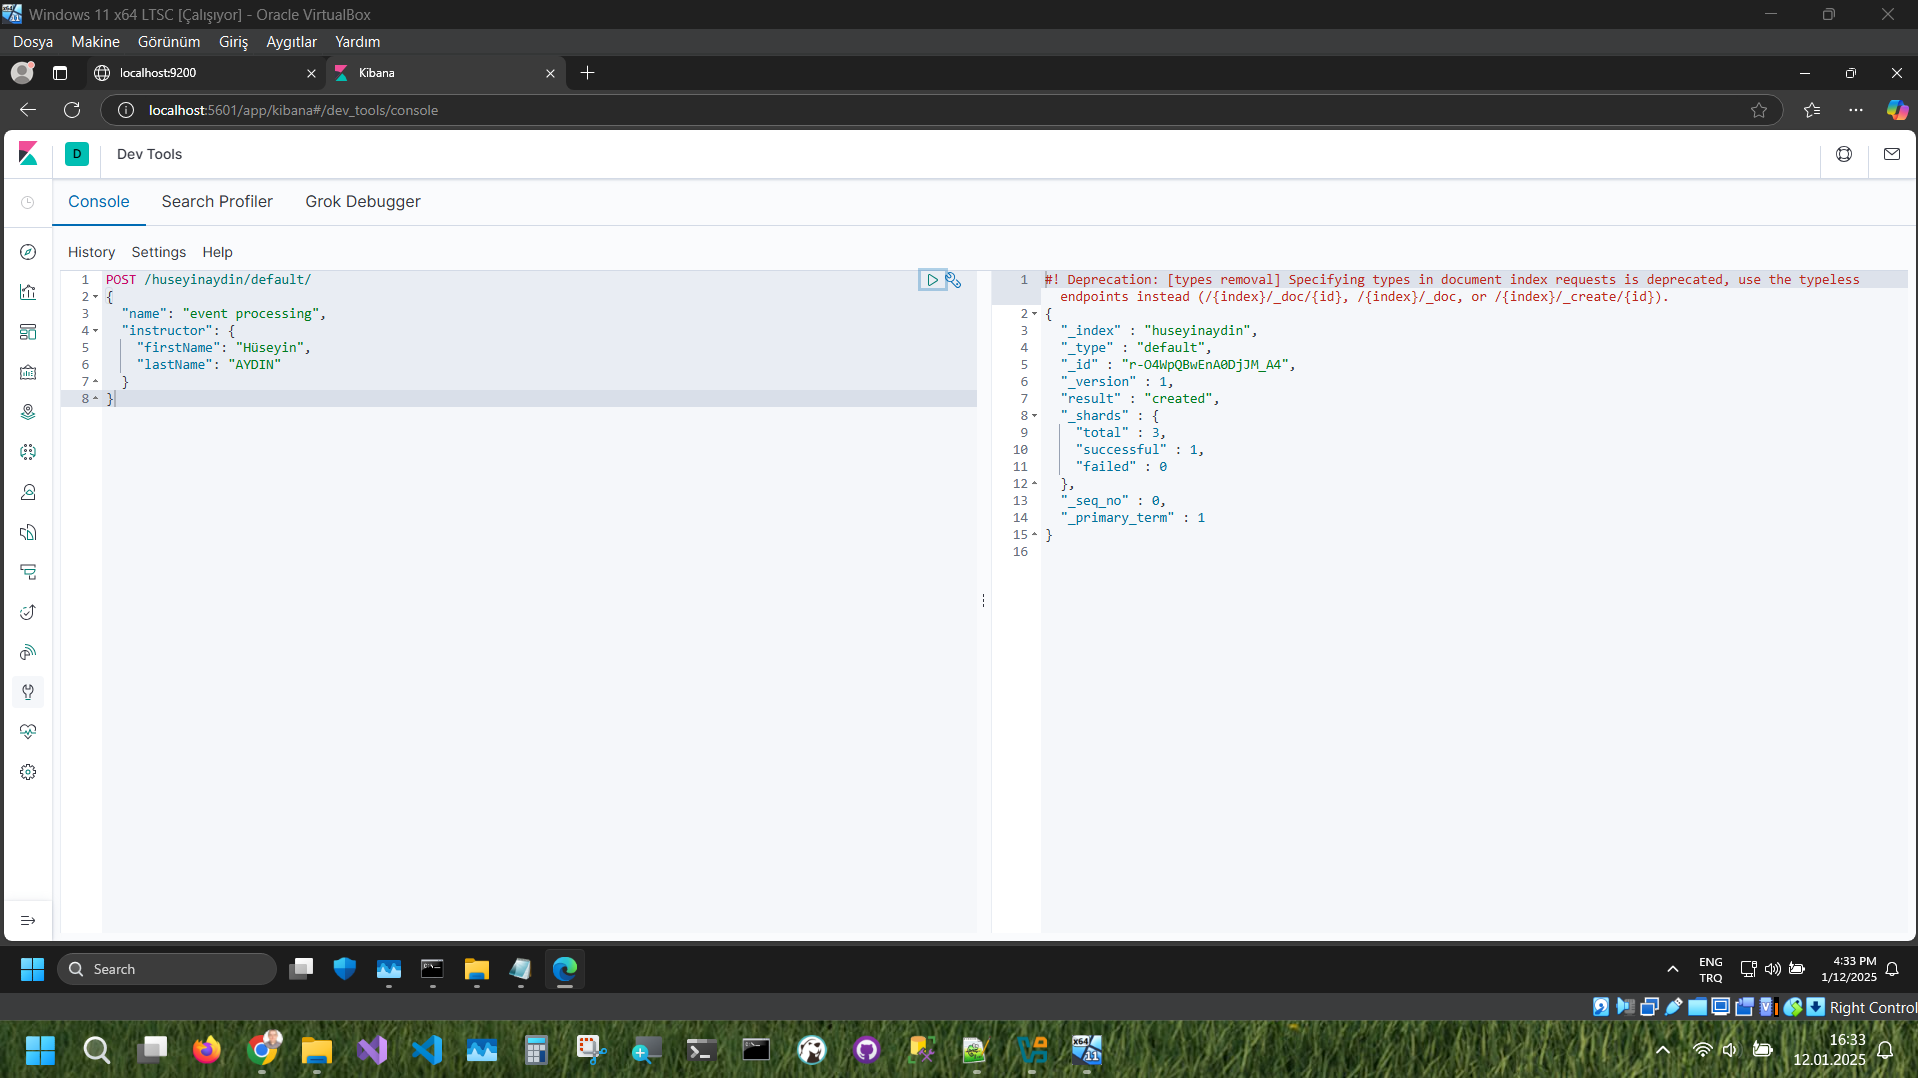 Windows 11 x64 LTSC [Çalışıyor] - Oracle VirtualBox
Dosya Makine Görünüm Giriş Aygıtlar Yardım
localhost:9200
Kibana
localhost:5601/app/kibana#/dev_tools/console
D
Dev Tools
Console
Search Profiler
Grok Debugger
History
Settings
Help
1 POST /huseyinaydin/default/
2 {
3 "name": "event processing",
4 "instructor": {
5 "firstName": "Hüseyin",
6 "lastName": "AYDIN"
7 }
8 }
1 #! Deprecation: [types removal] Specifying types in document index requests is deprecated, use the typeless
endpoints instead (/{index}/_doc/{id}, /{index}/_doc, or /{index}/_create/{id}).
2 {
3 "_index" : "huseyinaydin",
4 "_type" : "default",
5 "_id" : "r-O4WpQBwEnA0DjJM_A4",
6 "_version" : 1,
7 "result" : "created",
8 "_shards" : {
9 "total" : 3,
10 "successful" : 1,
11 "failed" : 0
12 },
13 "_seq_no" : 0,
14 "_primary_term" : 1
15 }
16
Search
ENG
TRQ
4:33 PM
1/12/2025
Right Control
x64
11
16:33
12.01.2025